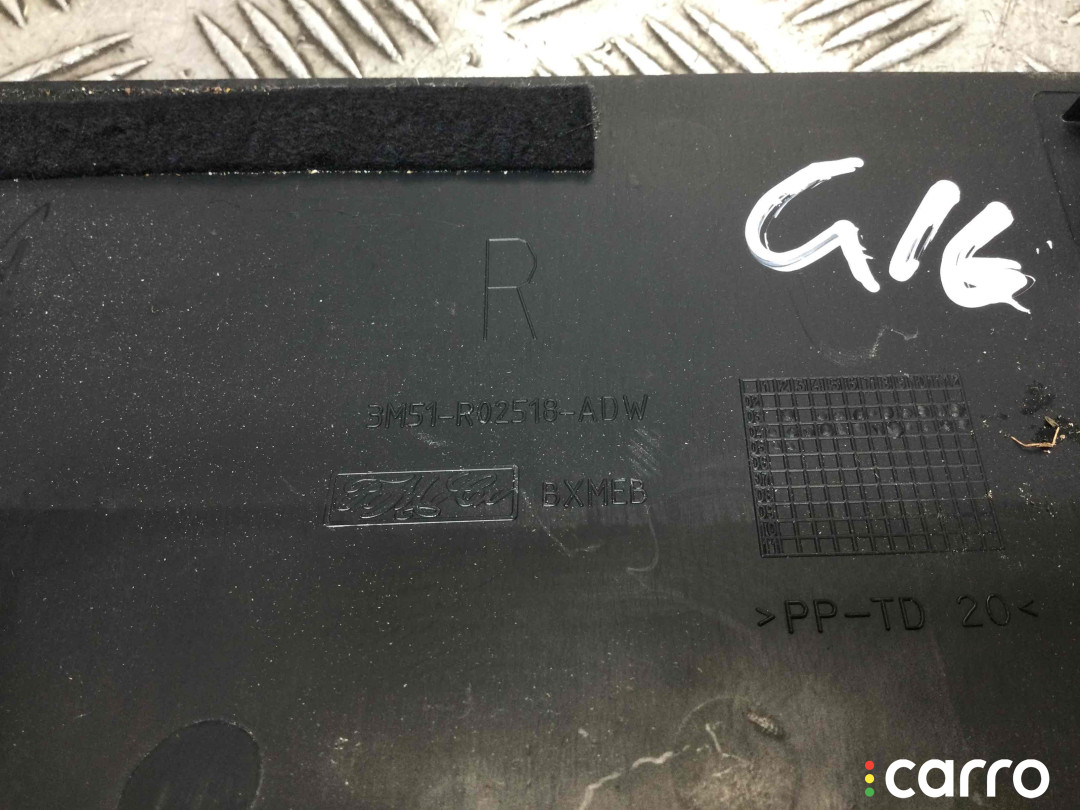 G16
R
3M51-R02518-ADW
BXMEB
>PP-TD 20<
carro